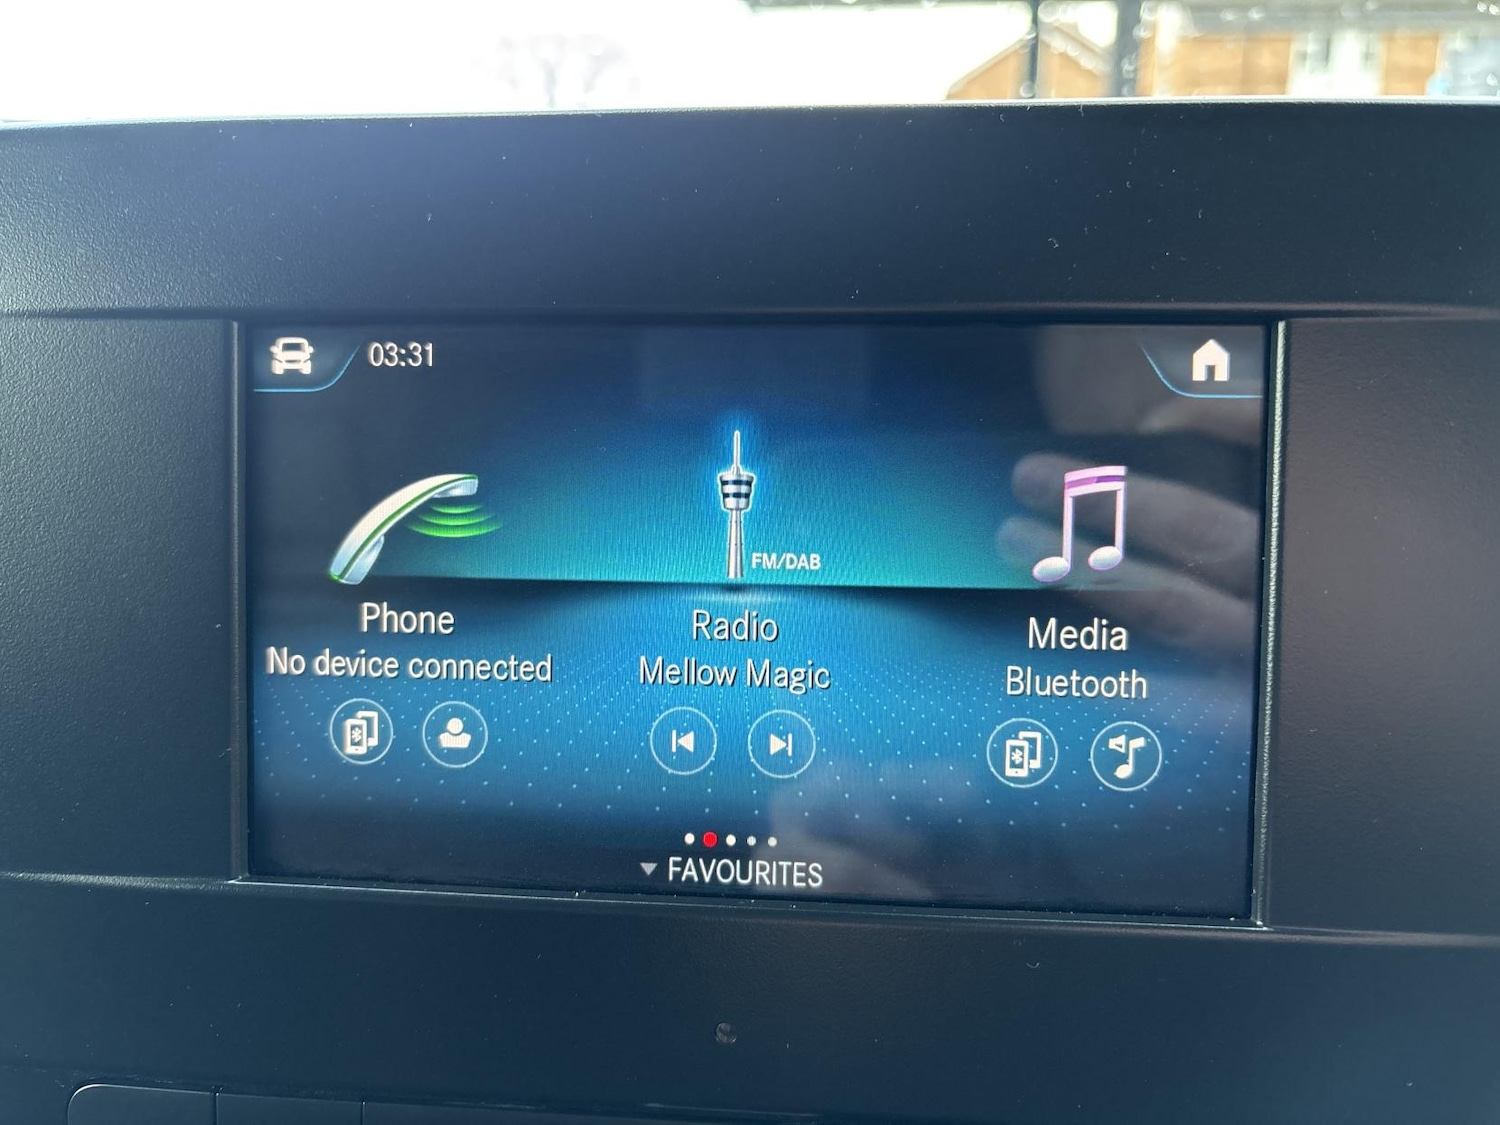 03:31
FM/DAB
Phone
No device connected
Radio
Mellow Magic
Media
Bluetooth
FAVOURITES